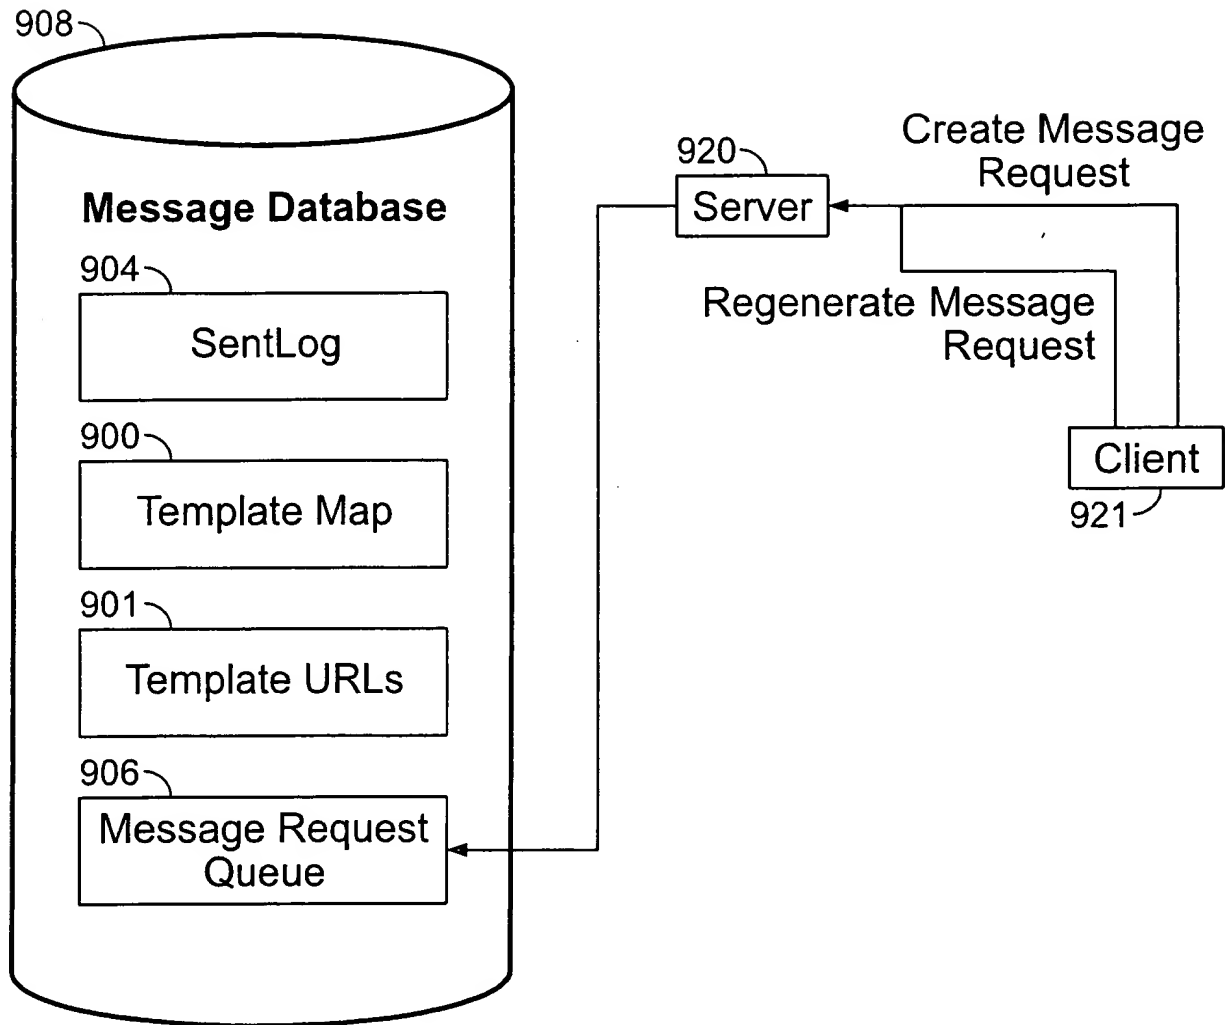 908
Message Database
904
SentLog
900
Template Map
901
Template URLs
906
Message Request
Queue
920
Server
Create Message
Request
Regenerate Message
Request
Client
921